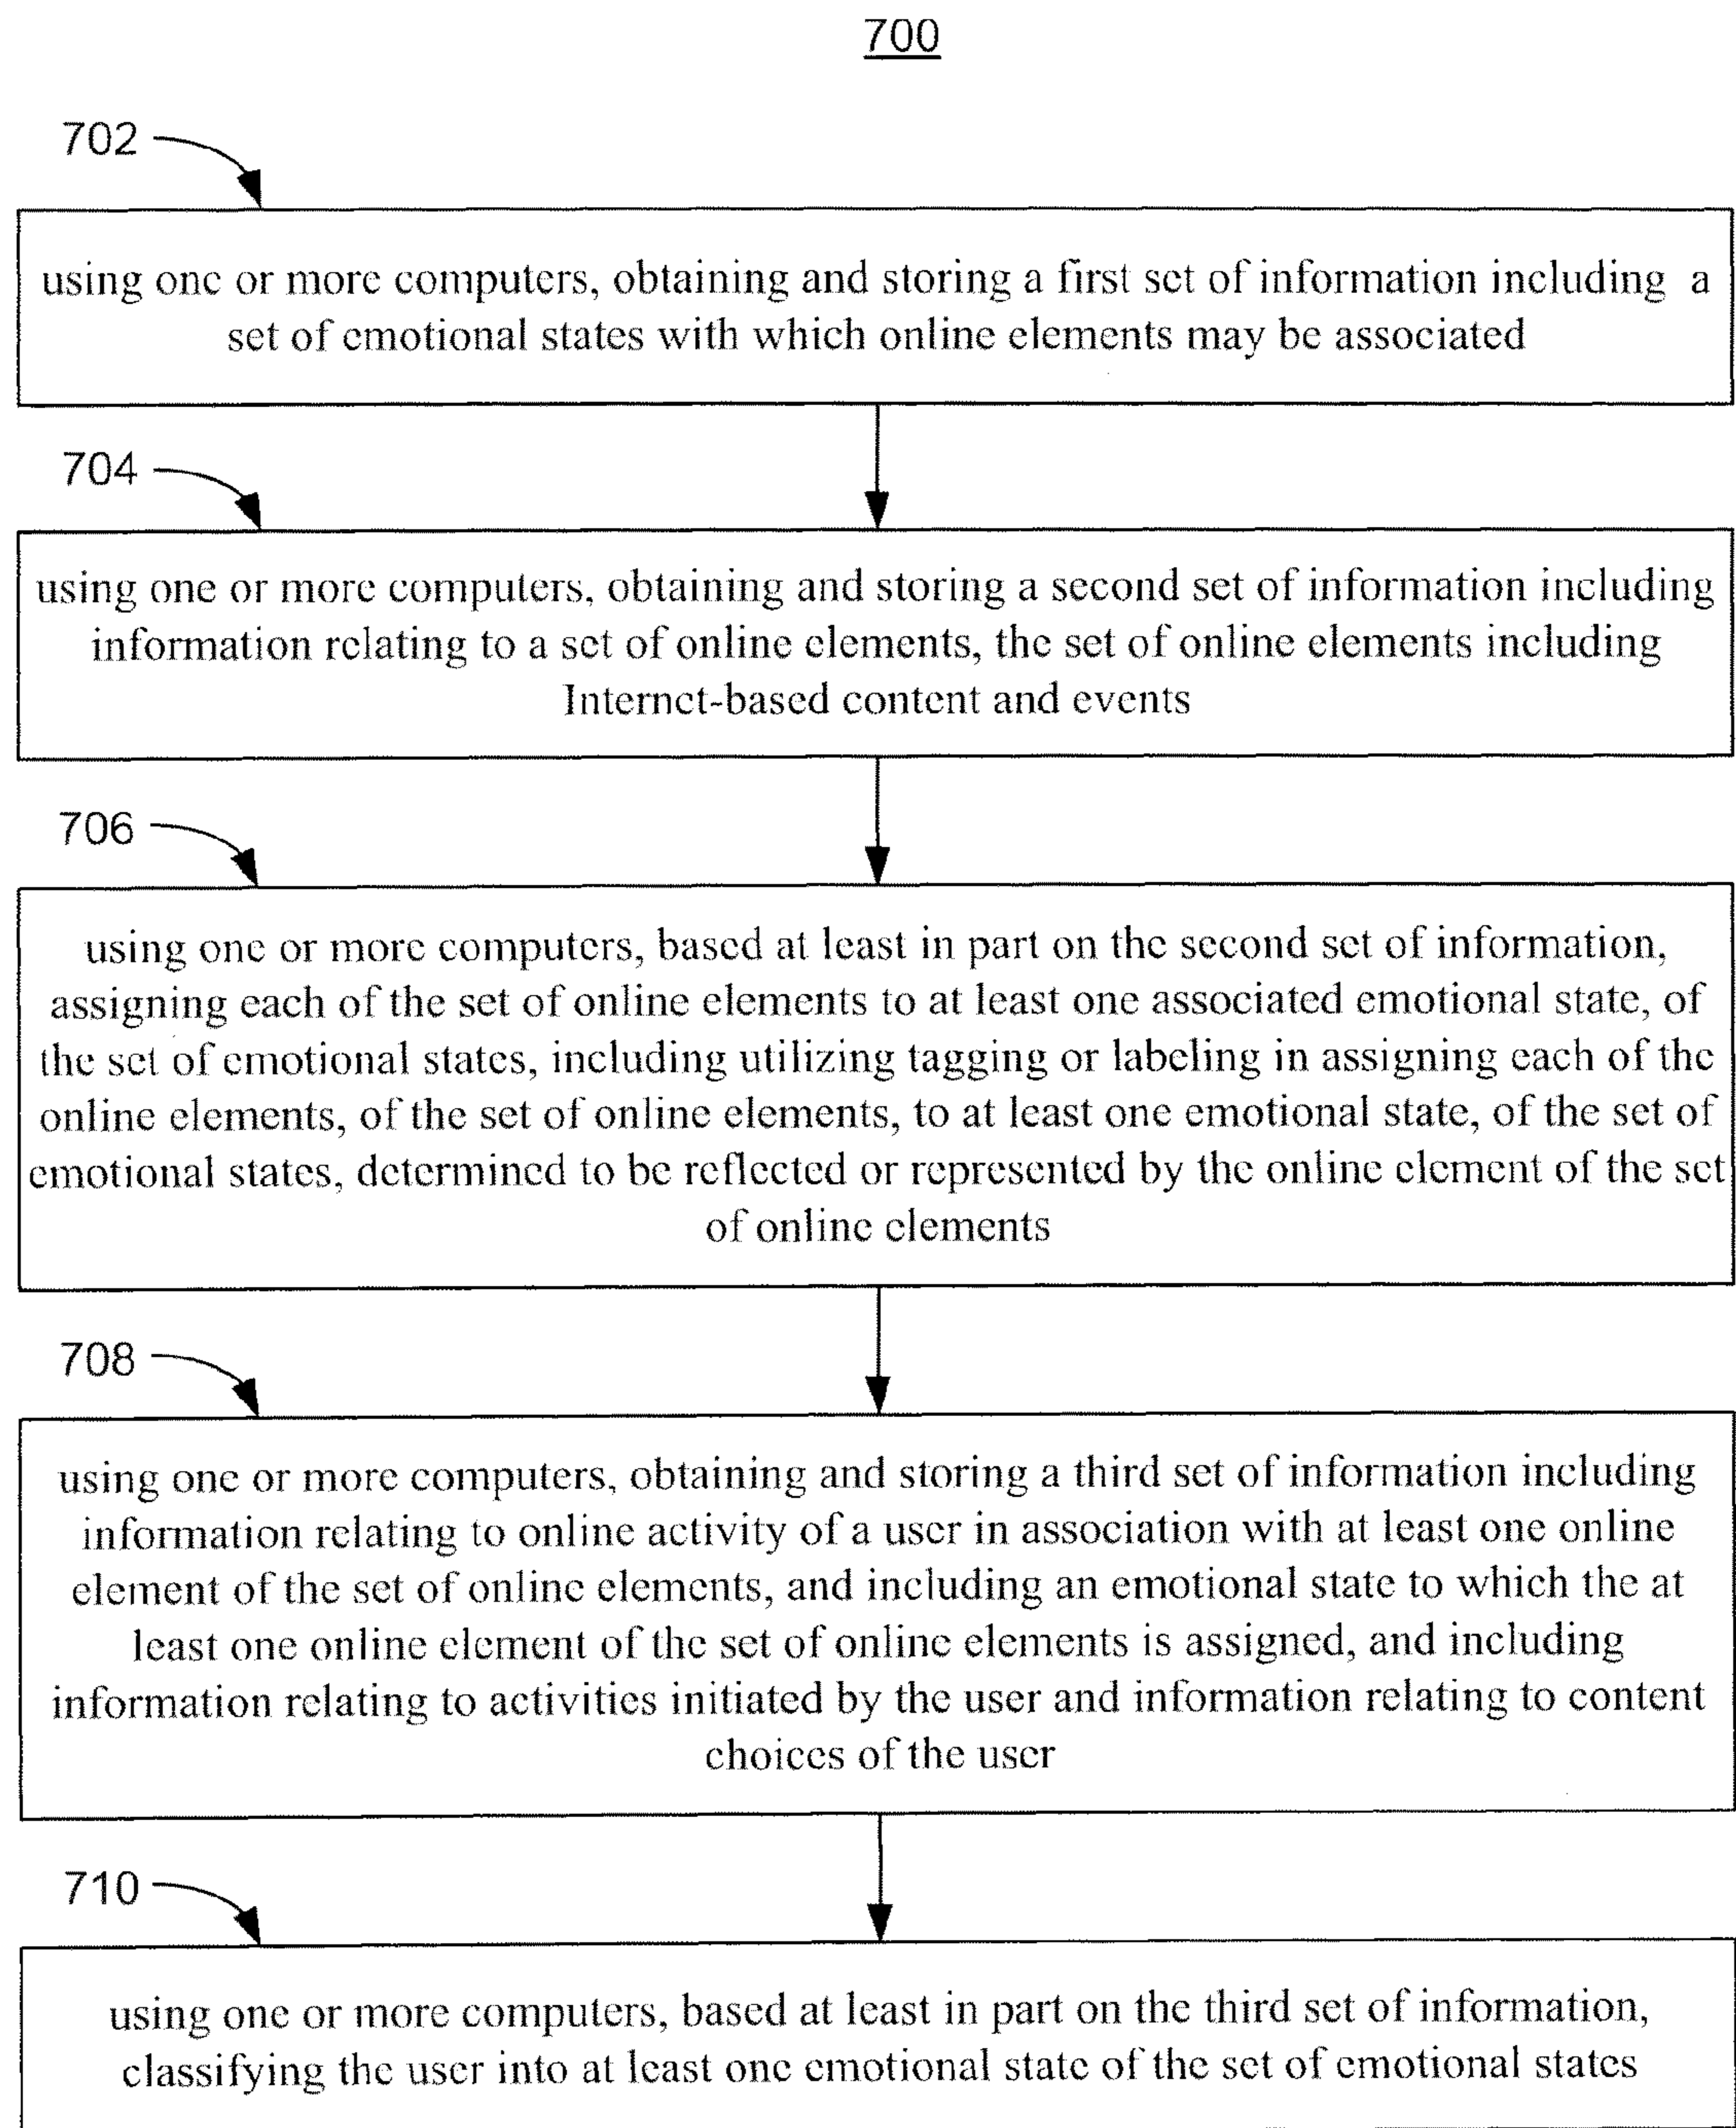 700
702
using one or more computers, obtaining and storing a first set of information including a
set of emotional states with which online elements may be associated
704
using one or more computers, obtaining and storing a second set of information including
information relating to a set of online elements, the set of online elements including
Internet-based content and events
706
using one or more computers, based at least in part on the second set of information,
assigning each of the set of online elements to at least one associated emotional state, of
the set of emotional states, including utilizing tagging or labeling in assigning each of the
online elements, of the set of online elements, to at least one emotional state, of the set of
emotional states, determined to be reflected or represented by the online element of the set
of online elements
708
using one or more computers, obtaining and storing a third set of information including
information relating to online activity of a user in association with at least one online
element of the set of online elements, and including an emotional state to which the at
least one online element of the set of online elements is assigned, and including
information relating to activities initiated by the user and information relating to content
choices of the user
710
using one or more computers, based at least in part on the third set of information,
classifying the user into at least one emotional state of the set of emotional states